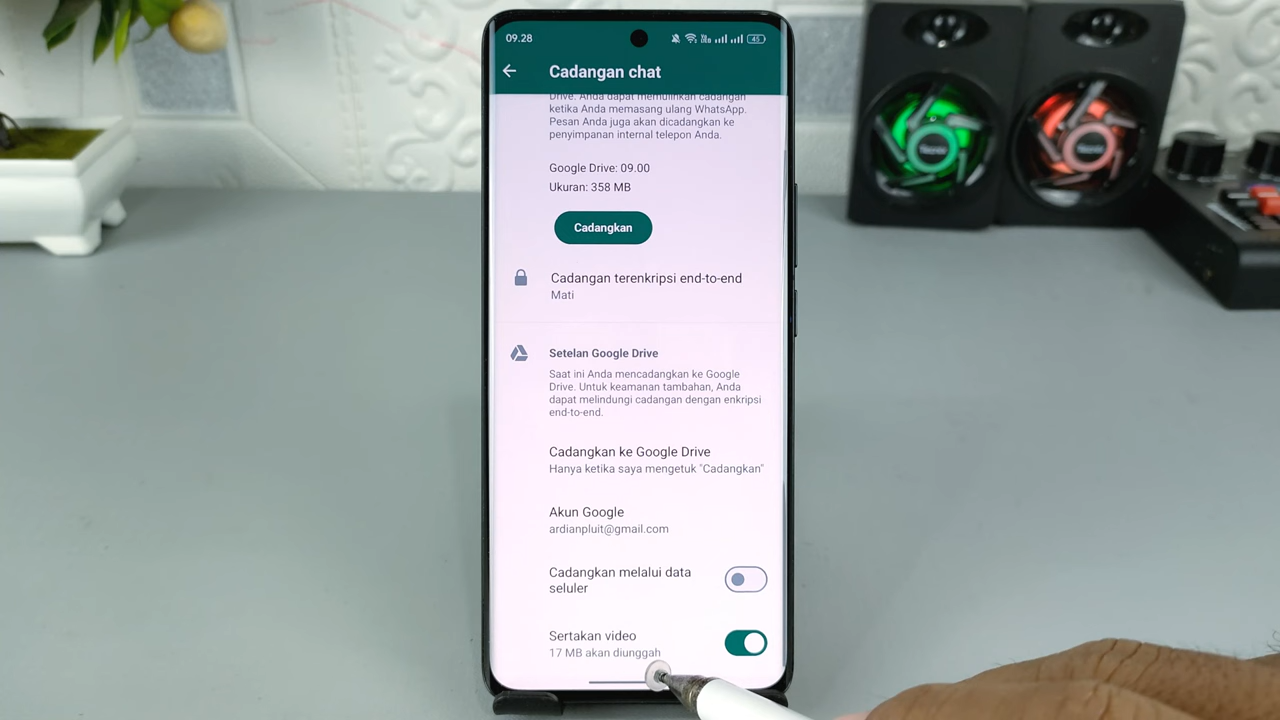 09.28
45
Cadangan chat
Drive. Anda dapat memulihkan cadangan
ketika Anda memasang ulang WhatsApp.
Pesan Anda juga akan dicadangkan ke
penyimpanan internal telepon Anda.
Google Drive: 09.00
Ukuran: 358 MB
Cadangkan
Cadangan terenkripsi end-to-end
Mati
Setelan Google Drive
Saat ini Anda mencadangkan ke Google
Drive. Untuk keamanan tambahan, Anda
dapat melindungi cadangan dengan enkripsi
end-to-end.
Cadangkan ke Google Drive
Hanya ketika saya mengetuk "Cadangkan"
Akun Google
ardianpluit@gmail.com
Cadangkan melalui data
seluler
Sertakan video
17 MB akan diunggah